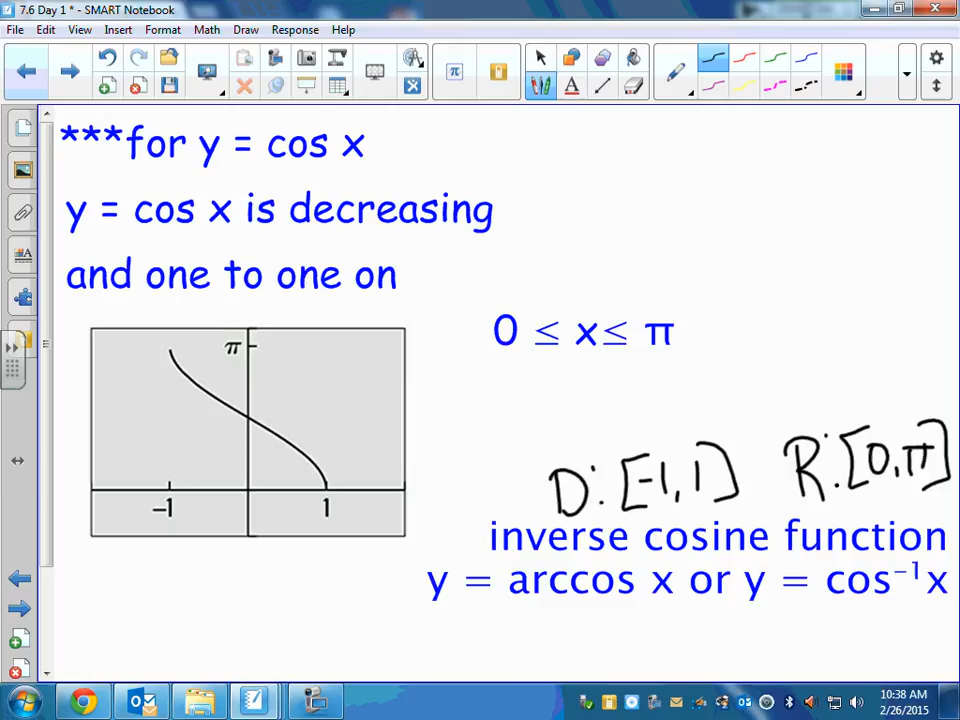 7.6 Day 1 * - SMART Notebook
File Edit View Insert Format Math Draw Response Help
***for y = cos x
y = cos x is decreasing
and one to one on
0 ≤ x≤ π
π
-1 1
D: [-1, 1] R: [0, π]
inverse cosine function
y = arccos x or y = cos⁻¹x
10:38 AM
2/26/2015